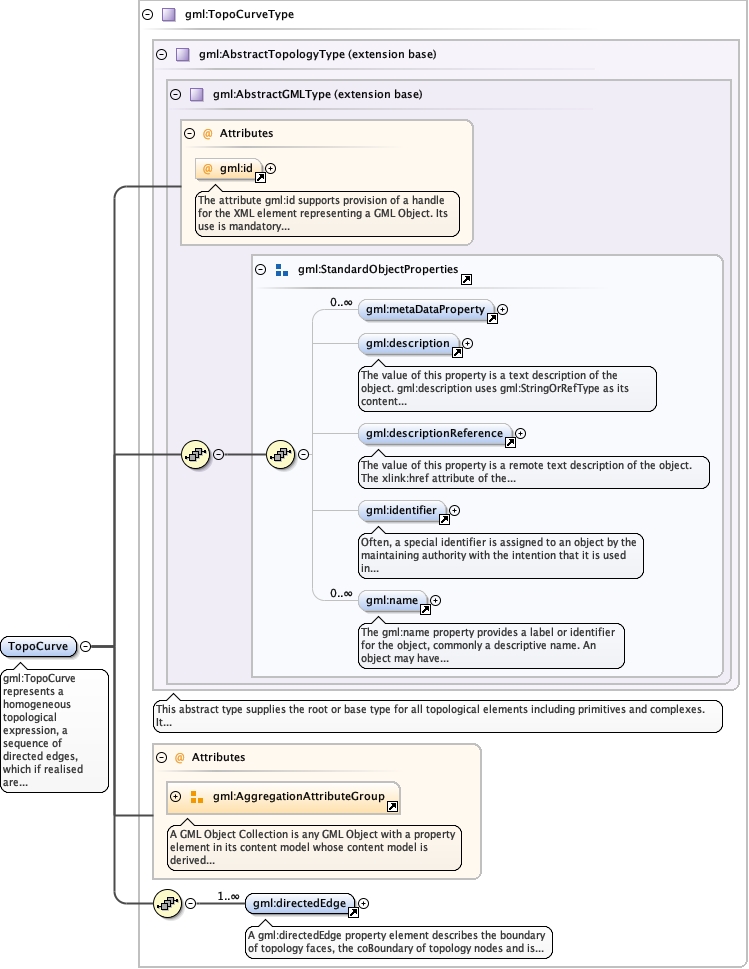 gml:TopoCurveType
gml:AbstractTopologyType (extension base)
gml:AbstractGMLType (extension base)
@ Attributes
@ gml:id
The attribute gml:id supports provision of a handle
for the XML element representing a GML Object. Its
use is mandatory...
gml:StandardObjectProperties
0..∞
gml:metaDataProperty
gml:description
The value of this property is a text description of the
object. gml:description uses gml:StringOrRefType as its
content...
gml:descriptionReference
The value of this property is a remote text description of the object.
The xlink:href attribute of the...
gml:identifier
Often, a special identifier is assigned to an object by the
maintaining authority with the intention that it is used
in...
0..∞
gml:name
The gml:name property provides a label or identifier
for the object, commonly a descriptive name. An
object may have...
TopoCurve
gml:TopoCurve
represents a
homogeneous
topological
expression, a
sequence of
directed edges,
which if realised
are...
This abstract type supplies the root or base type for all topological elements including primitives and complexes.
It...
@ Attributes
gml:AggregationAttributeGroup
A GML Object Collection is any GML Object with a property
element in its content model whose content model is
derived...
1..∞
gml:directedEdge
A gml:directedEdge property element describes the boundary
of topology faces, the coBoundary of topology nodes and is...